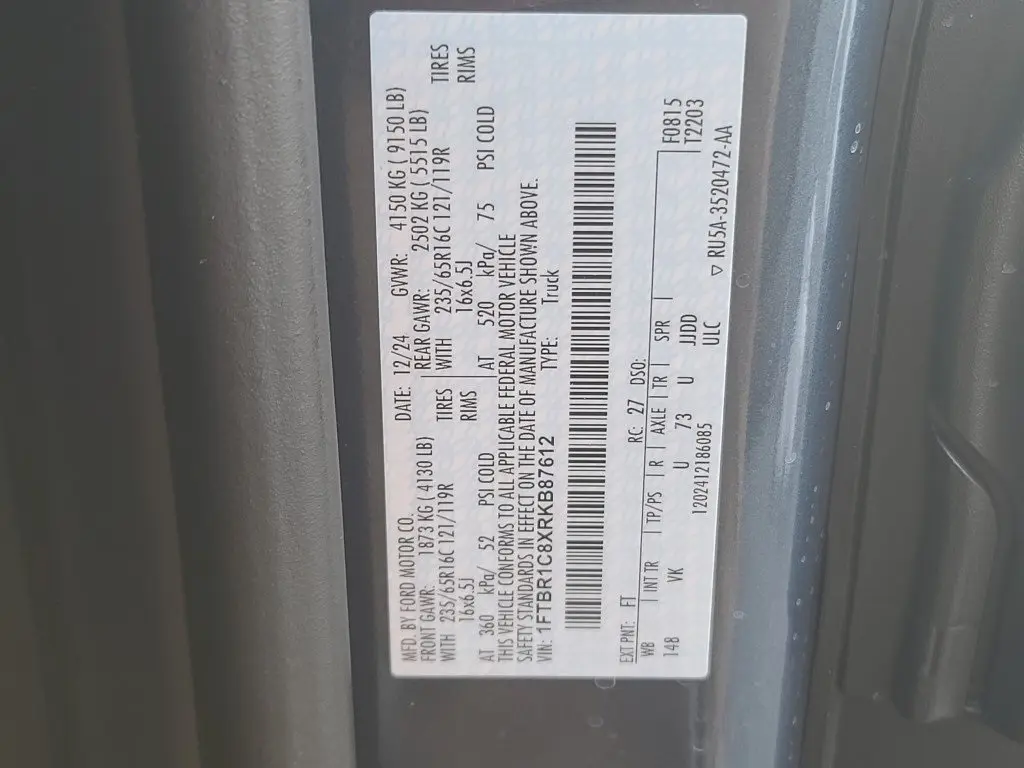 MFD. BY FORD MOTOR CO. DATE: 12/24 GVWR: 4150 KG ( 9150 LB)
FRONT GAWR: 1873 KG ( 4130 LB) REAR GAWR: 2502 KG ( 5515 LB)
WITH 235/65R16C 121/119R TIRES WITH 235/65R16C 121/119R TIRES
16x6.5J RIMS 16x6.5J RIMS
AT 360 kPa/ 52 PSI COLD AT 520 kPa/ 75 PSI COLD
THIS VEHICLE CONFORMS TO ALL APPLICABLE FEDERAL MOTOR VEHICLE
SAFETY STANDARDS IN EFFECT ON THE DATE OF MANUFACTURE SHOWN ABOVE.
VIN: 1FTBR1C8XRKB87612 TYPE: Truck
EXT PNT: FT RC: 27 DSO:
WB INT TR TP/PS R AXLE TR SPR F0815
148 VK U 73 U JJDD T2203
1202412186085 ULC
▽ RU5A-3520472-AA